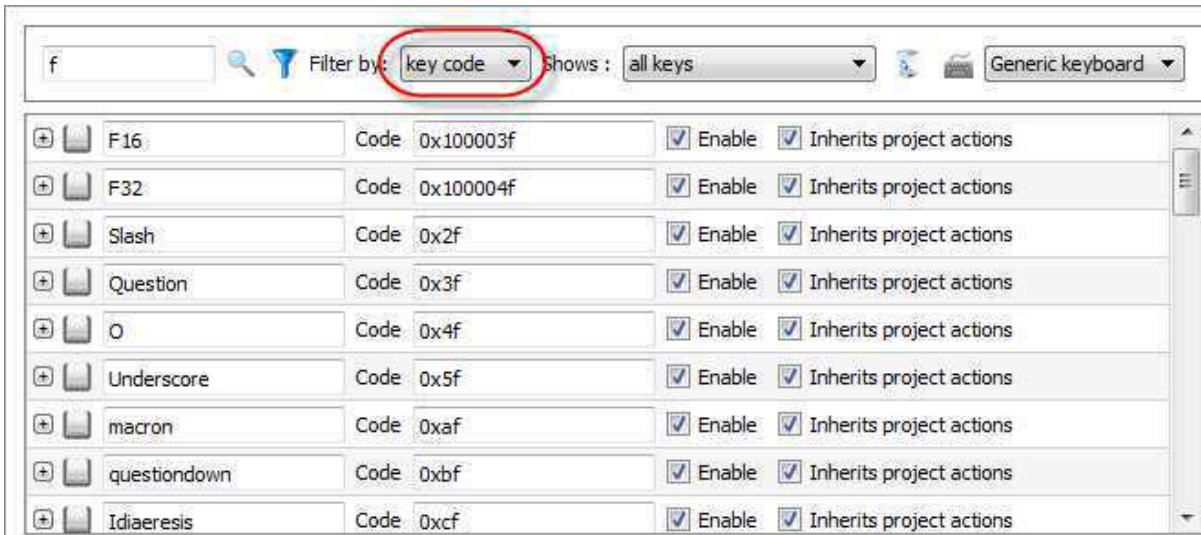 f Filter by: key code Shows : all keys Generic keyboard
F16 Code 0x100003f Enable Inherits project actions
F32 Code 0x100004f Enable Inherits project actions
Slash Code 0x2f Enable Inherits project actions
Question Code 0x3f Enable Inherits project actions
O Code 0x4f Enable Inherits project actions
Underscore Code 0x5f Enable Inherits project actions
macron Code 0xaf Enable Inherits project actions
questiondown Code 0xbf Enable Inherits project actions
Idiaeresis Code 0xcf Enable Inherits project actions